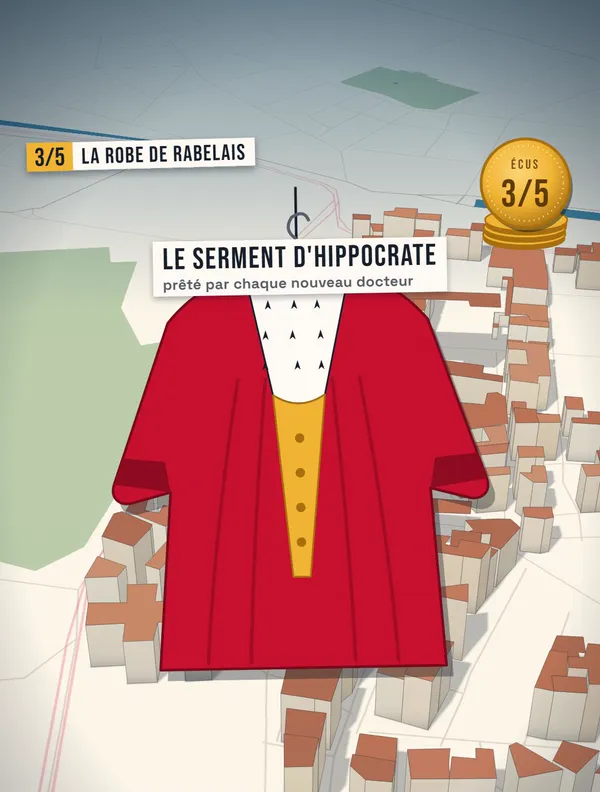 3/5 LA ROBE DE RABELAIS
ÉCUS
3/5
LE SERMENT D'HIPPOCRATE
prêté par chaque nouveau docteur